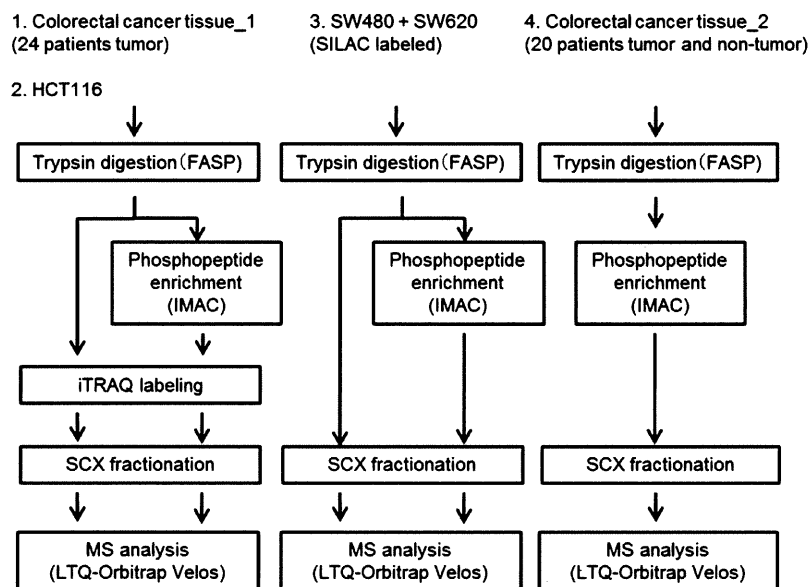 1. Colorectal cancer tissue_1
(24 patients tumor)
2. HCT116
Trypsin digestion (FASP)
Phosphopeptide
enrichment
(IMAC)
iTRAQ labeling
SCX fractionation
MS analysis
(LTQ-Orbitrap Velos)
3. SW480 + SW620
(SILAC labeled)
Trypsin digestion (FASP)
Phosphopeptide
enrichment
(IMAC)
SCX fractionation
MS analysis
(LTQ-Orbitrap Velos)
4. Colorectal cancer tissue_2
(20 patients tumor and non-tumor)
Trypsin digestion (FASP)
Phosphopeptide
enrichment
(IMAC)
SCX fractionation
MS analysis
(LTQ-Orbitrap Velos)